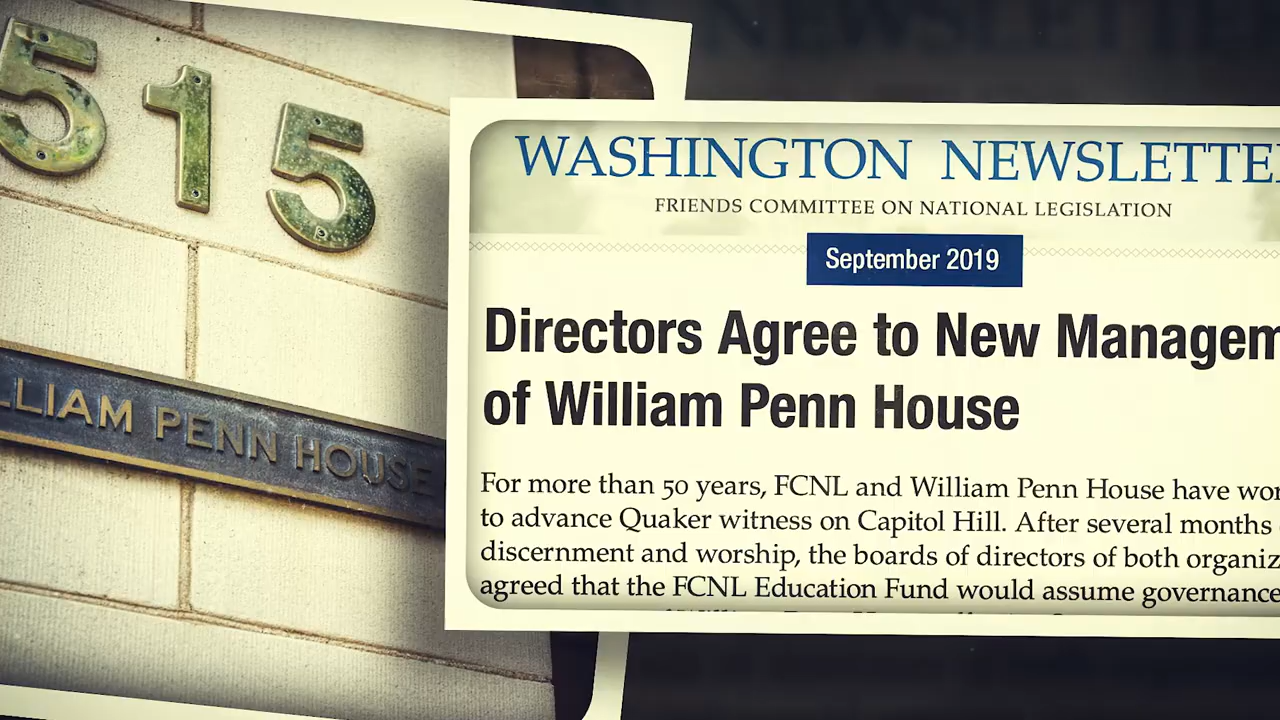 515
LLIAM PENN HOUSE
WASHINGTON NEWSLETTE
FRIENDS COMMITTEE ON NATIONAL LEGISLATION
September 2019
Directors Agree to New Managem
of William Penn House
For more than 50 years, FCNL and William Penn House have wor
to advance Quaker witness on Capitol Hill. After several months
discernment and worship, the boards of directors of both organiz
agreed that the FCNL Education Fund would assume governance